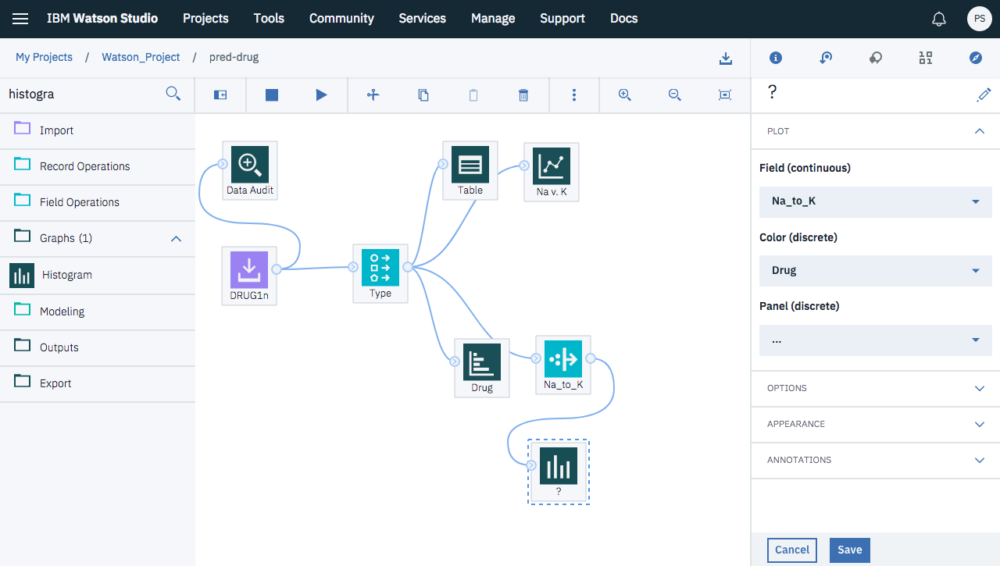 IBM Watson Studio Projects Tools Community Services Manage Support Docs PS
My Projects / Watson_Project / pred-drug
histogra
?
Import
Record Operations
Field Operations
Graphs (1)
Histogram
Modeling
Outputs
Export
Data Audit
Table
Na v. K
DRUG1n
Type
Drug
Na_to_K
?
PLOT
Field (continuous)
Na_to_K
Color (discrete)
Drug
Panel (discrete)
...
OPTIONS
APPEARANCE
ANNOTATIONS
Cancel Save